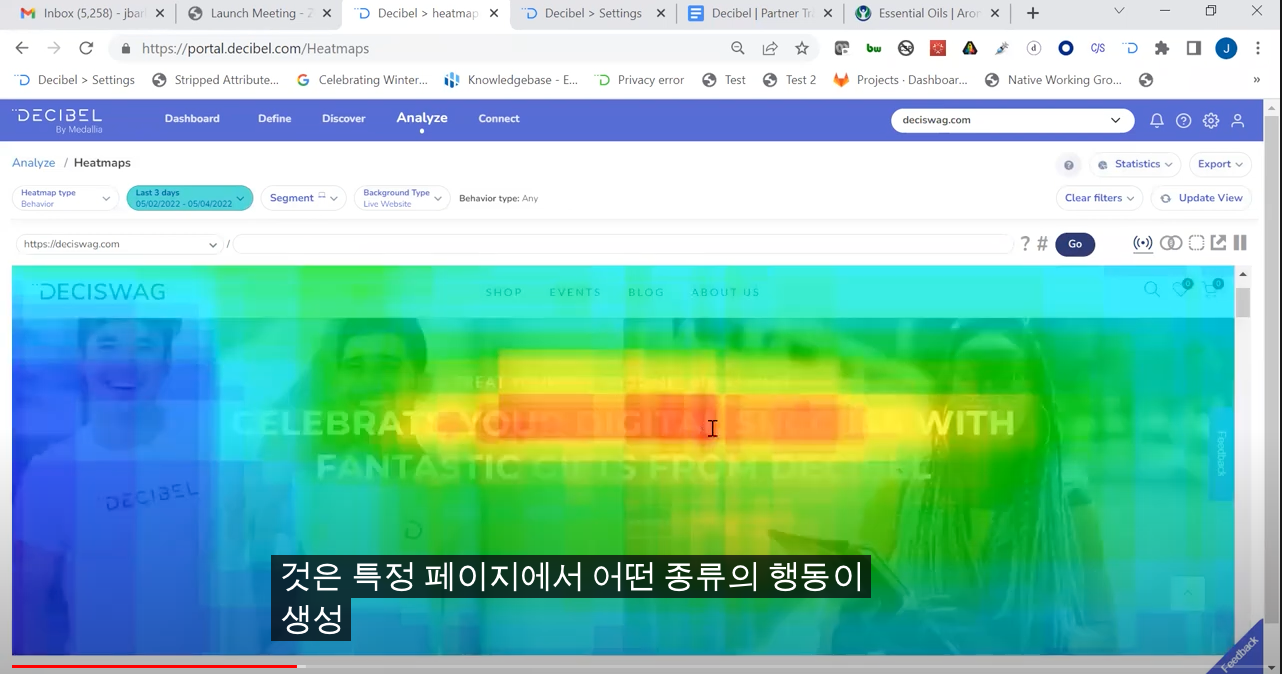 Inbox (5,258) - jbar
Launch Meeting - Z
Decibel > heatmap
Decibel > Settings
Decibel | Partner Tra
Essential Oils | Aron
https://portal.decibel.com/Heatmaps
bw
d
C/S
J
Decibel > Settings
Stripped Attribute...
Celebrating Winter...
Knowledgebase - E...
Privacy error
Test
Test 2
Projects · Dashboar...
Native Working Gro...
»
DECIBEL
By Medallia
Dashboard
Define
Discover
Analyze
Connect
deciswag.com
Analyze / Heatmaps
Statistics
Export
Heatmap type
Behavior
Last 3 days
05/02/2022 - 05/04/2022
Segment
Background Type
Live Website
Behavior type: Any
Clear filters
Update View
https://deciswag.com
/
? #
Go
DECISWAG
SHOP
EVENTS
BLOG
ABOUT US
0
0
CELEBRATE YOUR DIGITAL WITH
FANTASTIC GIFTS FROM DECIBEL
DECIBEL
Feedback
것은 특정 페이지에서 어떤 종류의 행동이
생성
Feedback